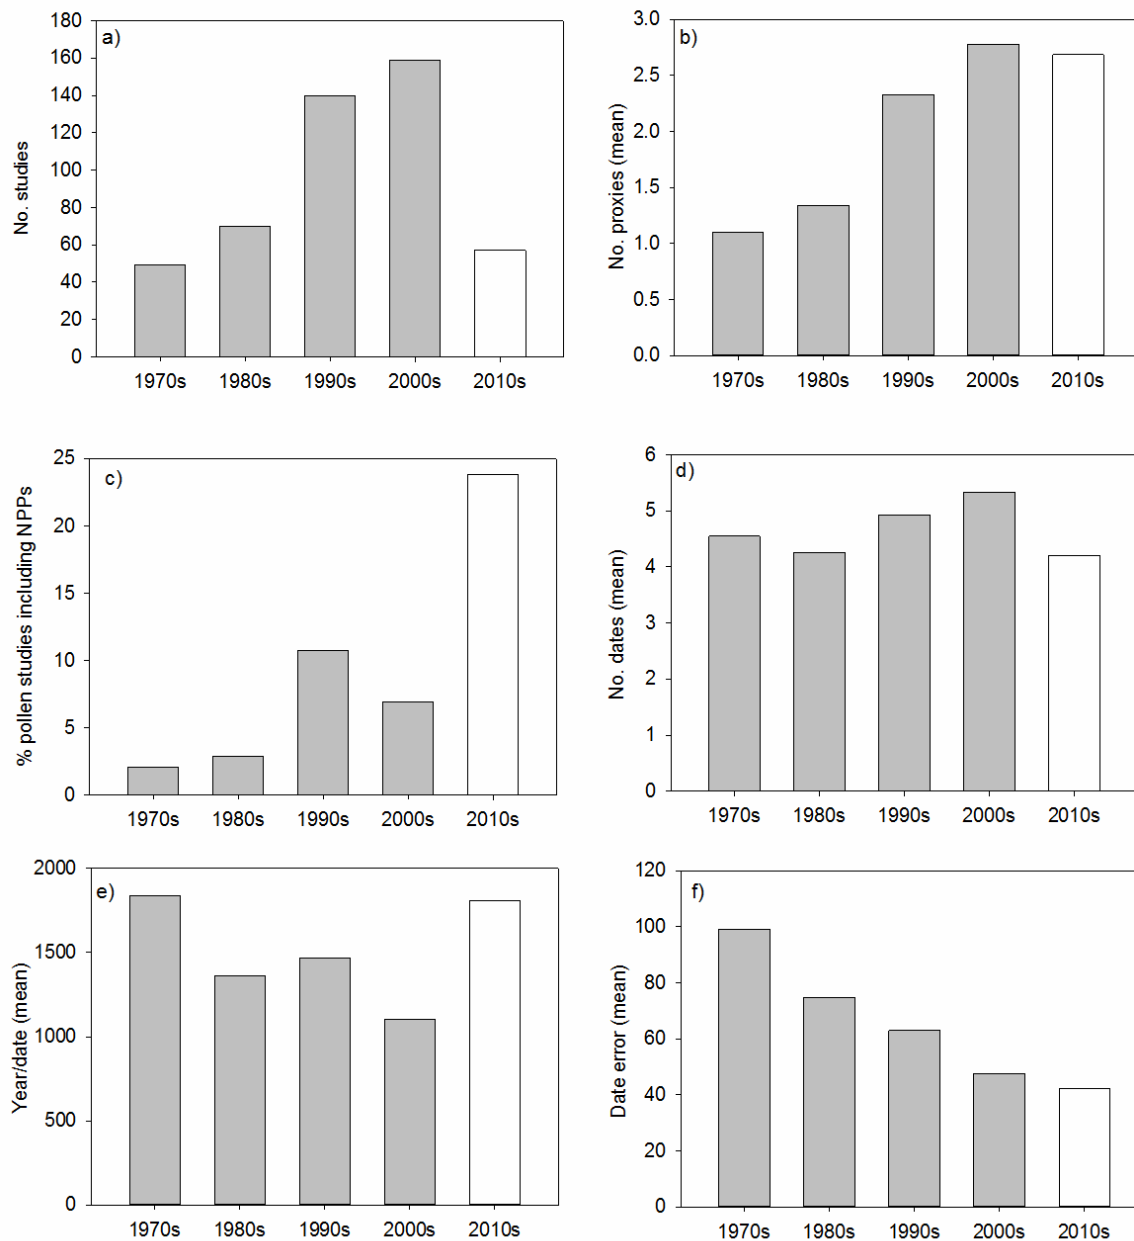 a)
No. studies
180
160
140
120
100
80
60
40
20
0
1970s 1980s 1990s 2000s 2010s
b)
No. proxies (mean)
3.0
2.5
2.0
1.5
1.0
0.5
0.0
1970s 1980s 1990s 2000s 2010s
c)
% pollen studies including NPPs
25
20
15
10
5
0
1970s 1980s 1990s 2000s 2010s
d)
No. dates (mean)
6
5
4
3
2
1
0
1970s 1980s 1990s 2000s 2010s
e)
Year/date (mean)
2000
1500
1000
500
0
1970s 1980s 1990s 2000s 2010s
f)
Date error (mean)
120
100
80
60
40
20
0
1970s 1980s 1990s 2000s 2010s